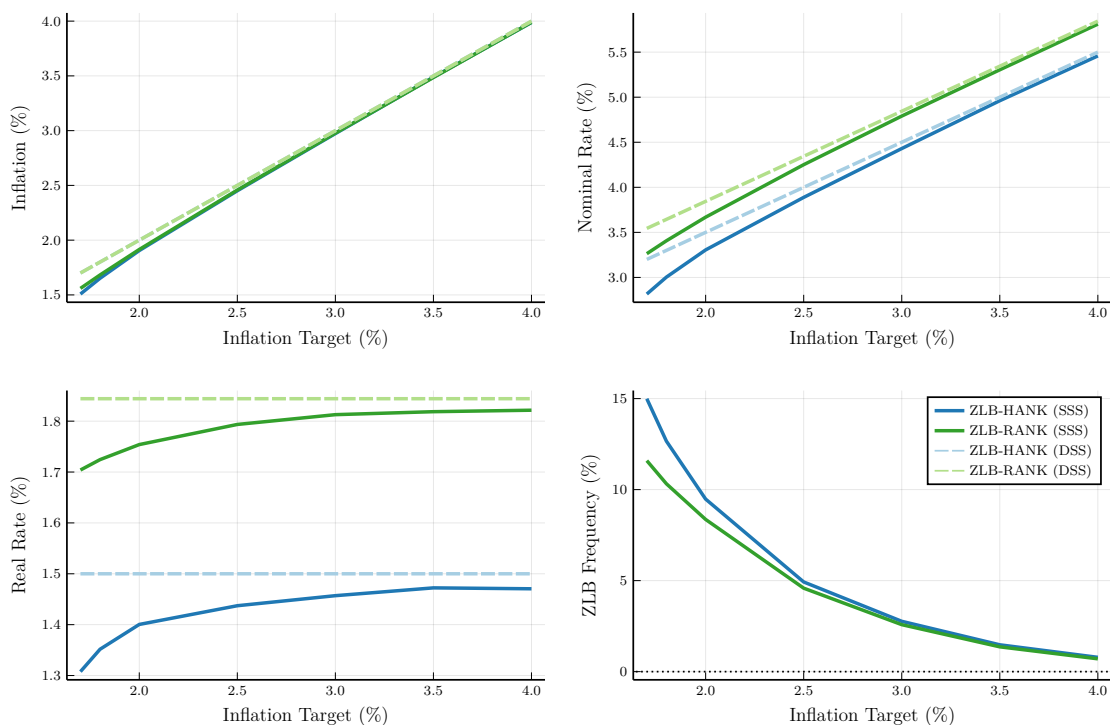 4.0
3.5
3.0
2.5
2.0
1.5
Inflation (%)
2.0 2.5 3.0 3.5 4.0
Inflation Target (%)
5.5
5.0
4.5
4.0
3.5
3.0
Nominal Rate (%)
2.0 2.5 3.0 3.5 4.0
Inflation Target (%)
1.8
1.7
1.6
1.5
1.4
1.3
Real Rate (%)
2.0 2.5 3.0 3.5 4.0
Inflation Target (%)
15
10
5
0
ZLB Frequency (%)
ZLB-HANK (SSS)
ZLB-RANK (SSS)
ZLB-HANK (DSS)
ZLB-RANK (DSS)
2.0 2.5 3.0 3.5 4.0
Inflation Target (%)